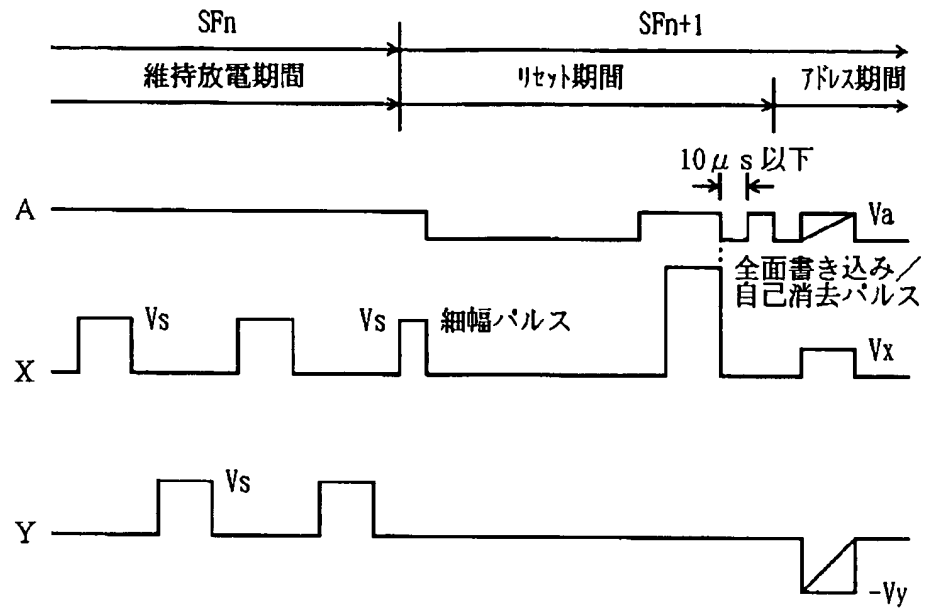 SFn
SFn+1
維持放電期間
リセット期間
アドレス期間
10μs以下
A
Va
全面書き込み/
自己消去パルス
Vs
Vs
Vs
細幅パルス
X
Vx
Vs
Y
-Vy